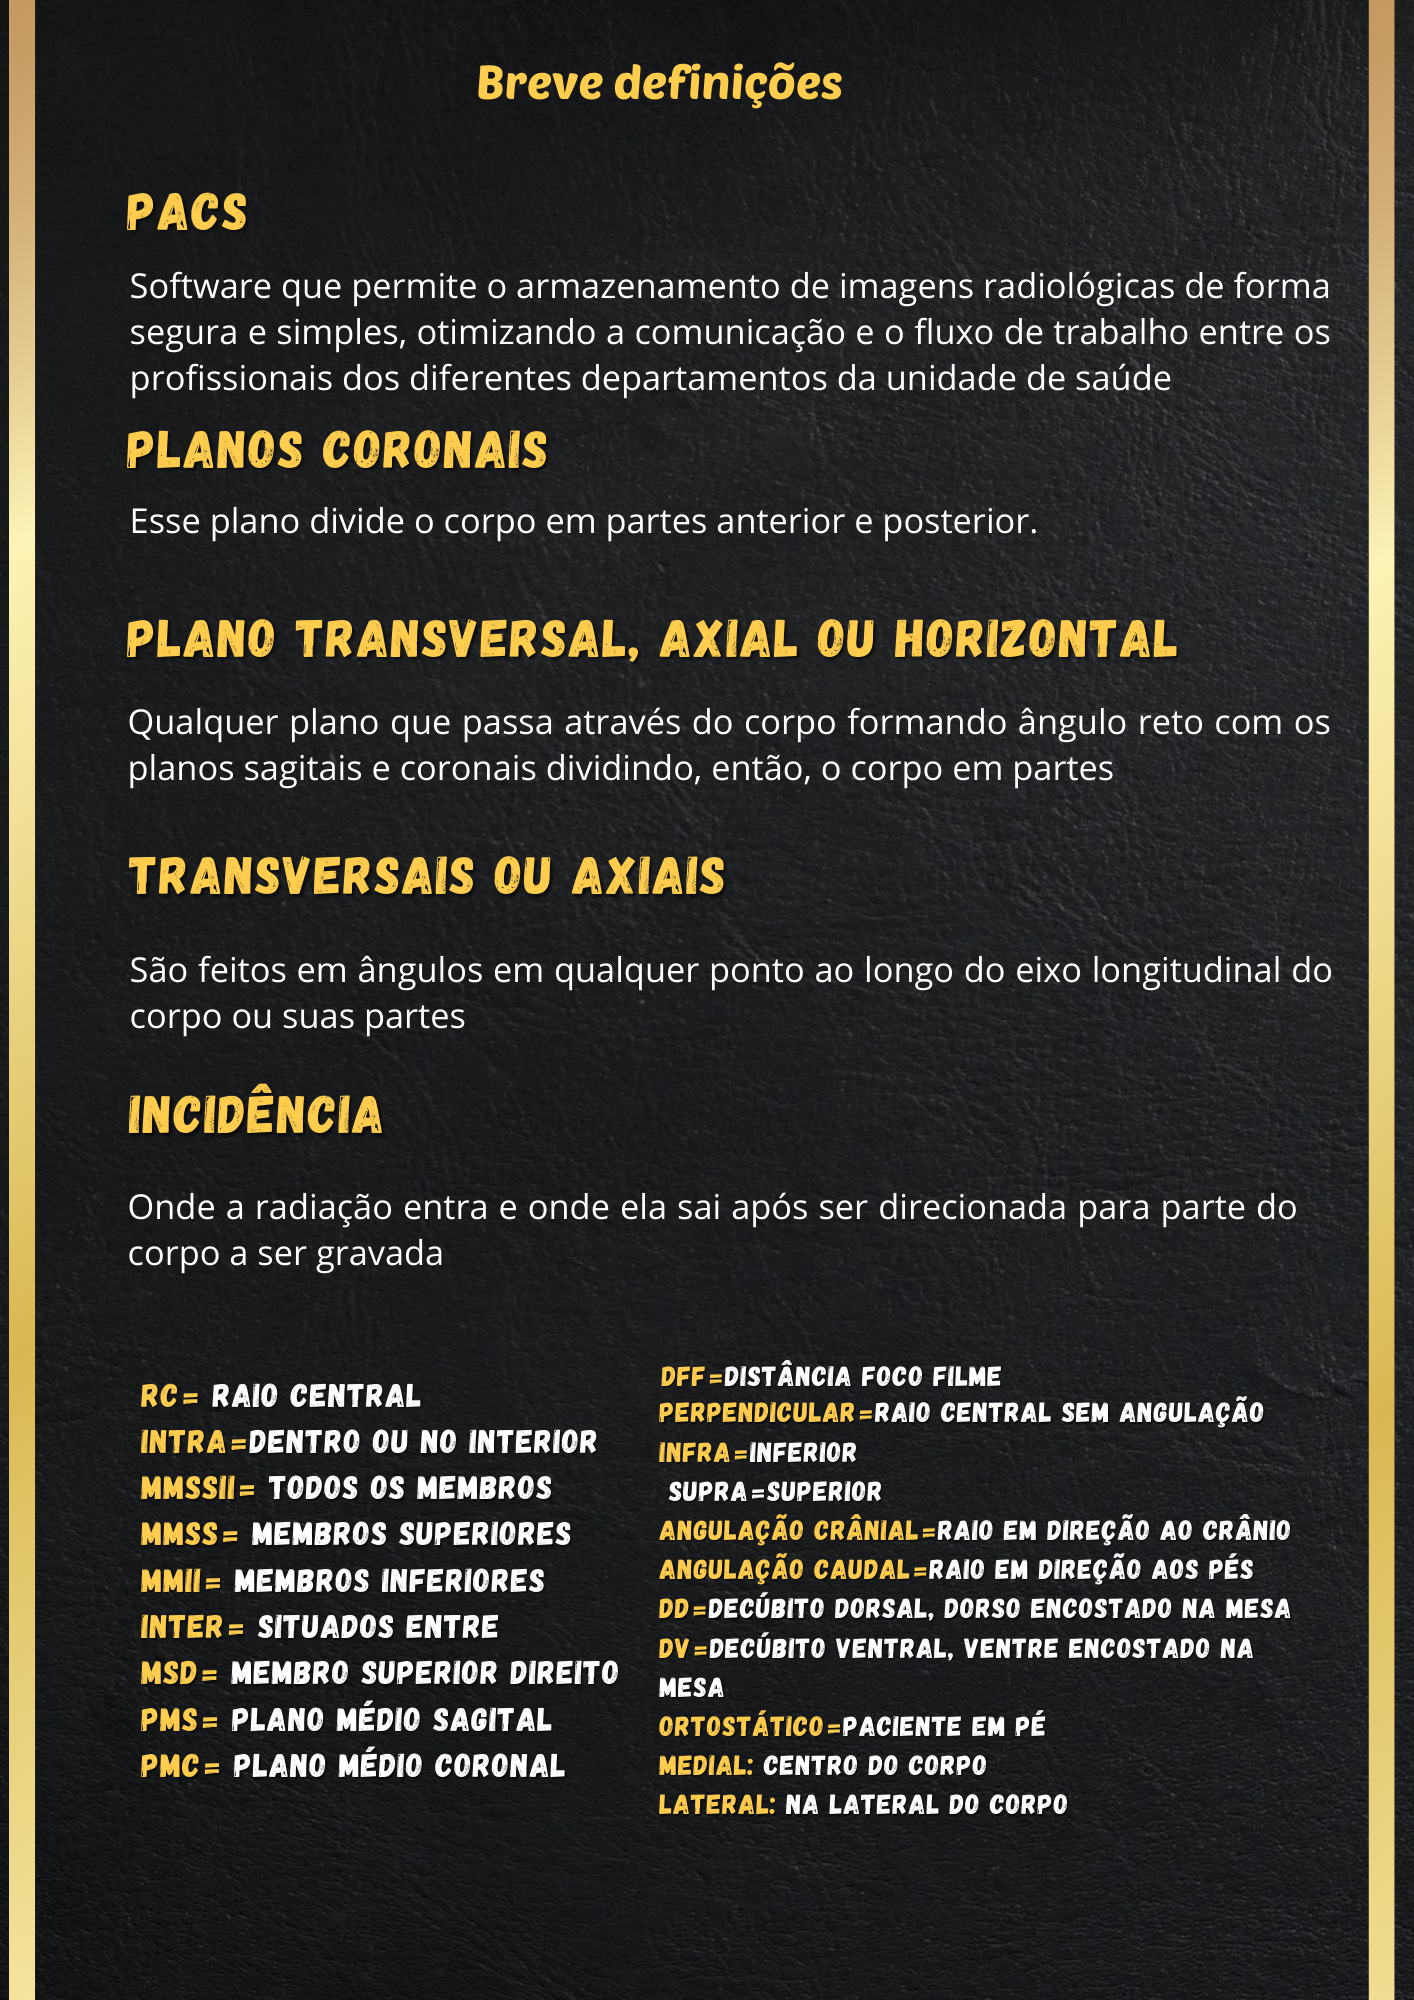 Breve definições
PACS
Software que permite o armazenamento de imagens radiológicas de forma
segura e simples, otimizando a comunicação e o fluxo de trabalho entre os
profissionais dos diferentes departamentos da unidade de saúde
PLANOS CORONAIS
Esse plano divide o corpo em partes anterior e posterior.
PLANO TRANSVERSAL, AXIAL OU HORIZONTAL
Qualquer plano que passa através do corpo formando ângulo reto com os
planos sagitais e coronais dividindo, então, o corpo em partes
TRANSVERSAIS OU AXIAIS
São feitos em ângulos em qualquer ponto ao longo do eixo longitudinal do
corpo ou suas partes
INCIDÊNCIA
Onde a radiação entra e onde ela sai após ser direcionada para parte do
corpo a ser gravada
RC= RAIO CENTRAL
INTRA=DENTRO OU NO INTERIOR
MMSSII= TODOS OS MEMBROS
MMSS= MEMBROS SUPERIORES
MMII= MEMBROS INFERIORES
INTER= SITUADOS ENTRE
MSD= MEMBRO SUPERIOR DIREITO
PMS= PLANO MÉDIO SAGITAL
PMC= PLANO MÉDIO CORONAL
DFF=DISTÂNCIA FOCO FILME
PERPENDICULAR=RAIO CENTRAL SEM ANGULAÇÃO
INFRA=INFERIOR
SUPRA=SUPERIOR
ANGULAÇÃO CRÂNIAL=RAIO EM DIREÇÃO AO CRÂNIO
ANGULAÇÃO CAUDAL=RAIO EM DIREÇÃO AOS PÉS
DD=DECÚBITO DORSAL, DORSO ENCOSTADO NA MESA
DV=DECÚBITO VENTRAL, VENTRE ENCOSTADO NA
MESA
ORTOSTÁTICO=PACIENTE EM PÉ
MEDIAL: CENTRO DO CORPO
LATERAL: NA LATERAL DO CORPO